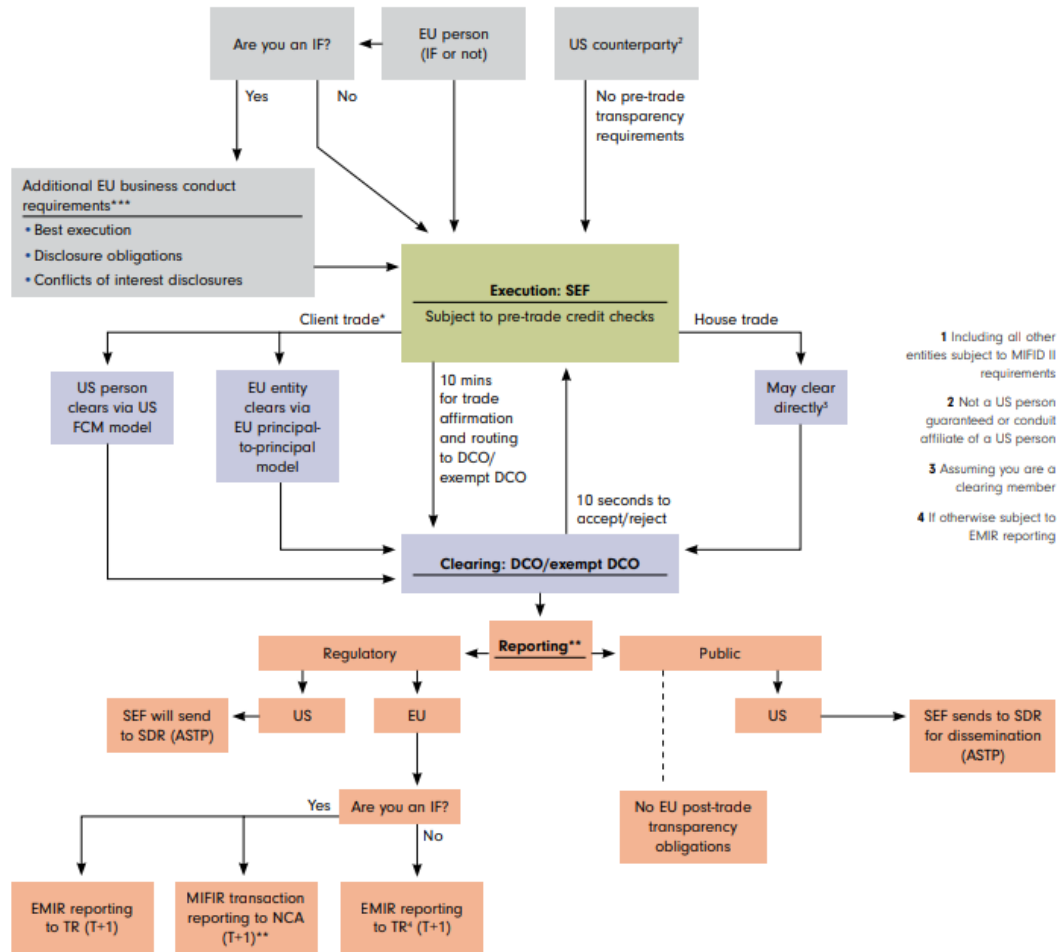 Are you an IF?
EU person
(IF or not)
US counterparty²
Yes
No
No pre-trade
transparency
requirements
Additional EU business conduct
requirements***
• Best execution
• Disclosure obligations
• Conflicts of interest disclosures
Execution: SEF
Subject to pre-trade credit checks
Client trade*
House trade
US person
clears via US
FCM model
EU entity
clears via
EU principal-
to-principal
model
10 mins
for trade
affirmation
and routing
to DCO/
exempt DCO
10 seconds to
accept/reject
May clear
directly³
1 Including all other
entities subject to MIFID II
requirements
2 Not a US person
guaranteed or conduit
affiliate of a US person
3 Assuming you are a
clearing member
4 If otherwise subject to
EMIR reporting
Clearing: DCO/exempt DCO
Reporting**
Regulatory
Public
SEF will send
to SDR (ASTP)
US
EU
US
SEF sends to SDR
for dissemination
(ASTP)
Are you an IF?
Yes
No
No EU post-trade
transparency
obligations
EMIR reporting
to TR (T+1)
MIFIR transaction
reporting to NCA
(T+1)**
EMIR reporting
to TR⁴ (T+1)